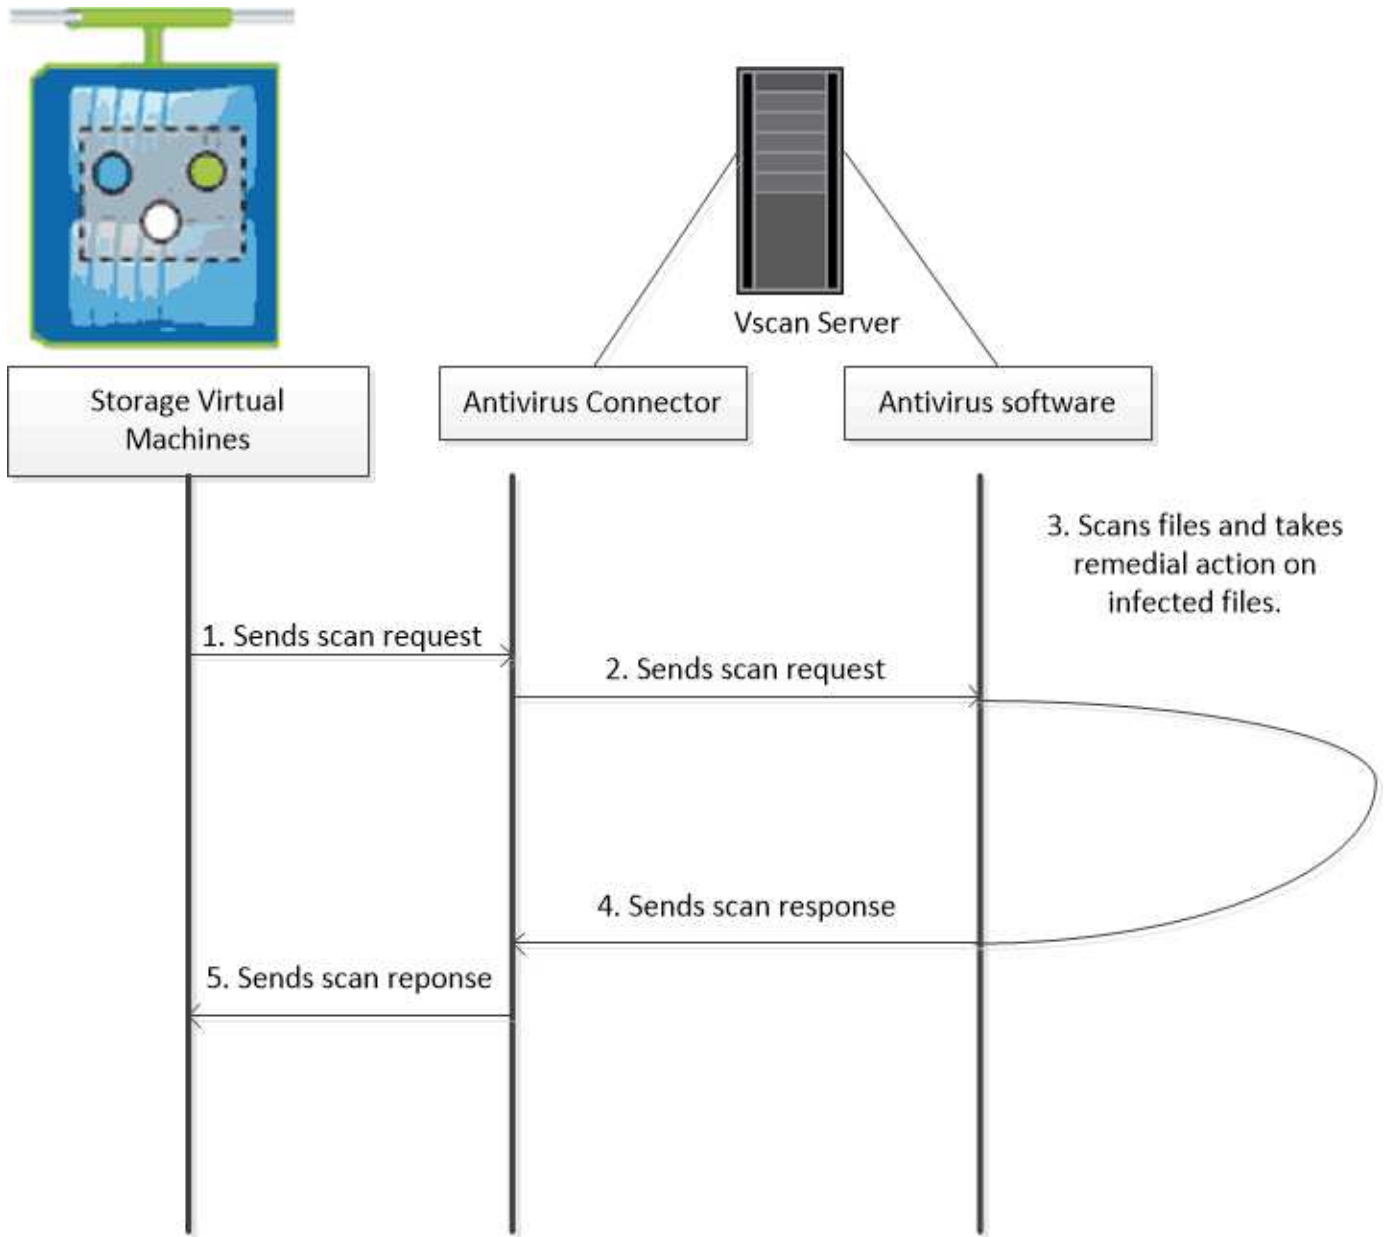 Vscan Server
Storage Virtual
Machines
Antivirus Connector
Antivirus software
3. Scans files and takes
remedial action on
infected files.
1. Sends scan request
2. Sends scan request
4. Sends scan response
5. Sends scan reponse